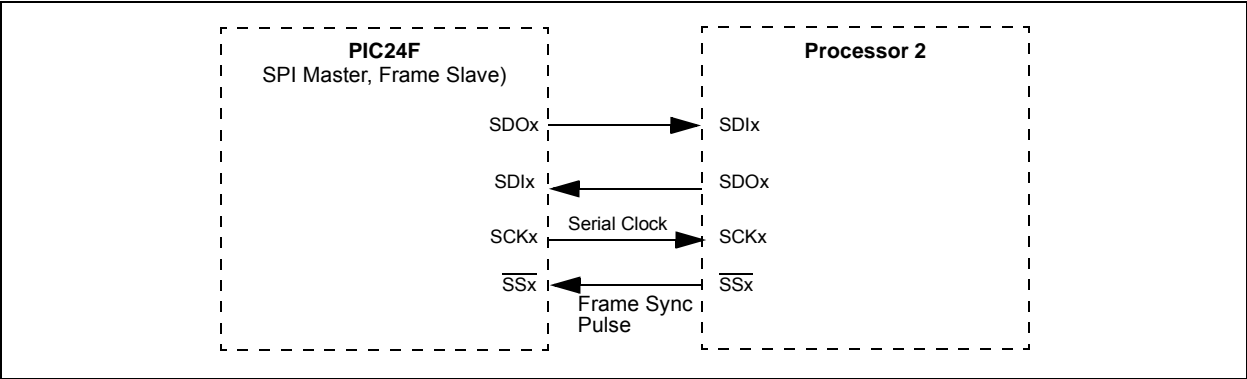 PIC24F
SPI Master, Frame Slave)
Processor 2
SDOx
SDIx
SDIx
SDOx
SCKx
Serial Clock
SCKx
SSx
SSx
Frame Sync
Pulse